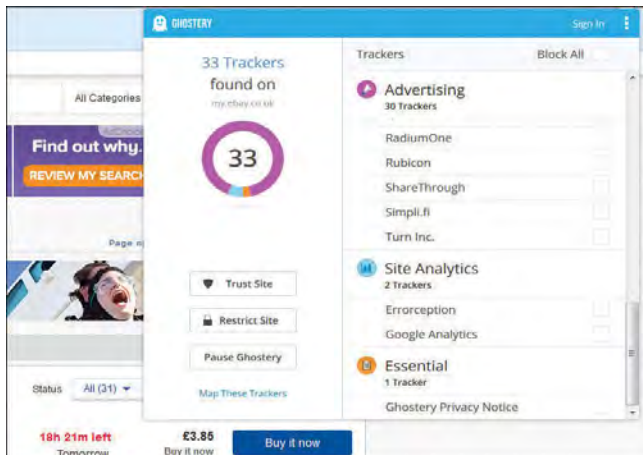 GHOSTERY
Sign In
33 Trackers
found on
my.ebay.co.uk
33
Trust Site
Restrict Site
Pause Ghostery
Map These Trackers
Trackers
Block All
Advertising
30 Trackers
RadiumOne
Rubicon
ShareThrough
Simpli.fi
Turn Inc.
Site Analytics
2 Trackers
Errorception
Google Analytics
Essential
1 Tracker
Ghostery Privacy Notice
All Categories
AdChoic
Find out why.
REVIEW MY SEARCH
Page o
Status
All (31)
18h 21m left
Tomorrow
£3.85
Buy it now
Buy it now